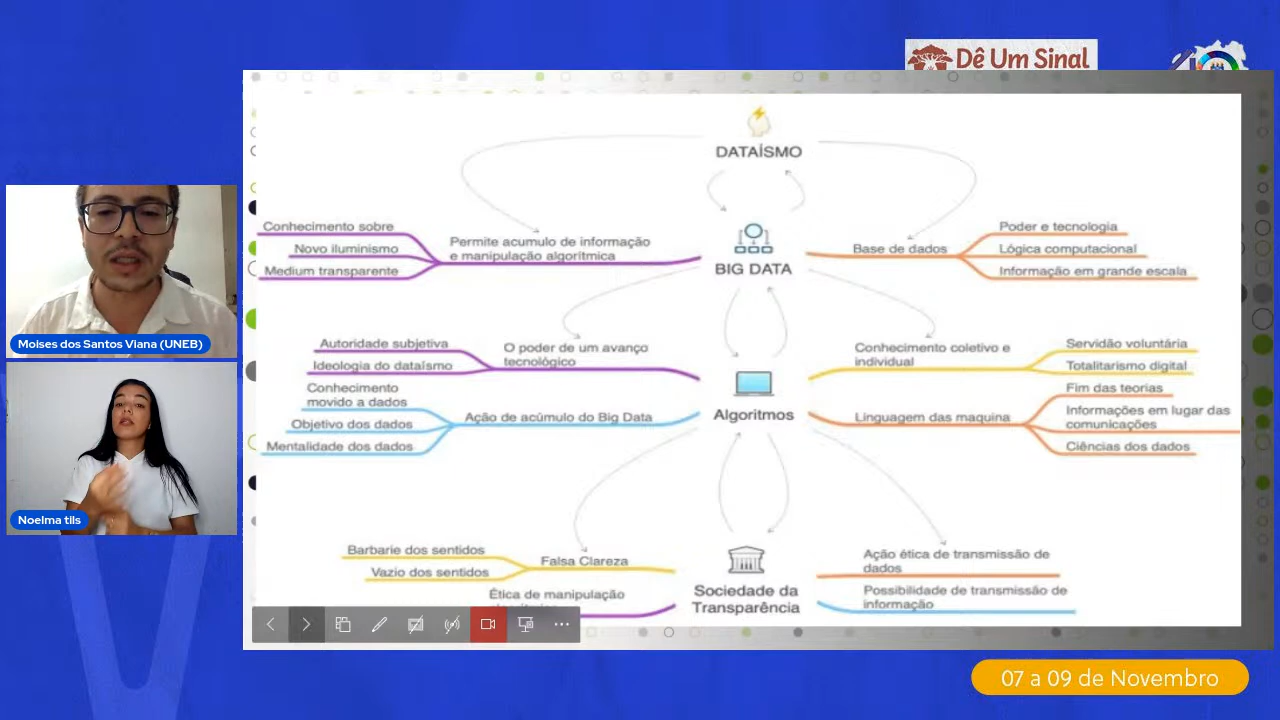 Dê Um Sinal
DATAÍSMO
Conhecimento sobre
Novo iluminismo
Medium transparente
Permite acumulo de informação
e manipulação algorítmica
BIG DATA
Base de dados
Poder e tecnologia
Lógica computacional
Informação em grande escala
Autoridade subjetiva
Ideologia do dataísmo
O poder de um avanço
tecnológico
Conhecimento
movido a dados
Objetivo dos dados
Mentalidade dos dados
Ação de acúmulo do Big Data
Algoritmos
Conhecimento coletivo e
individual
Servidão voluntária
Totalitarismo digital
Linguagem das maquina
Fim das teorias
Informações em lugar das
comunicações
Ciências dos dados
Barbarie dos sentidos
Vazio dos sentidos
Falsa Clareza
Ética de manipulação
Sociedade da
Transparência
Ação ética de transmissão de
dados
Possibilidade de transmissão de
informação
Moises dos Santos Viana (UNEB)
Noelma tils
07 a 09 de Novembro